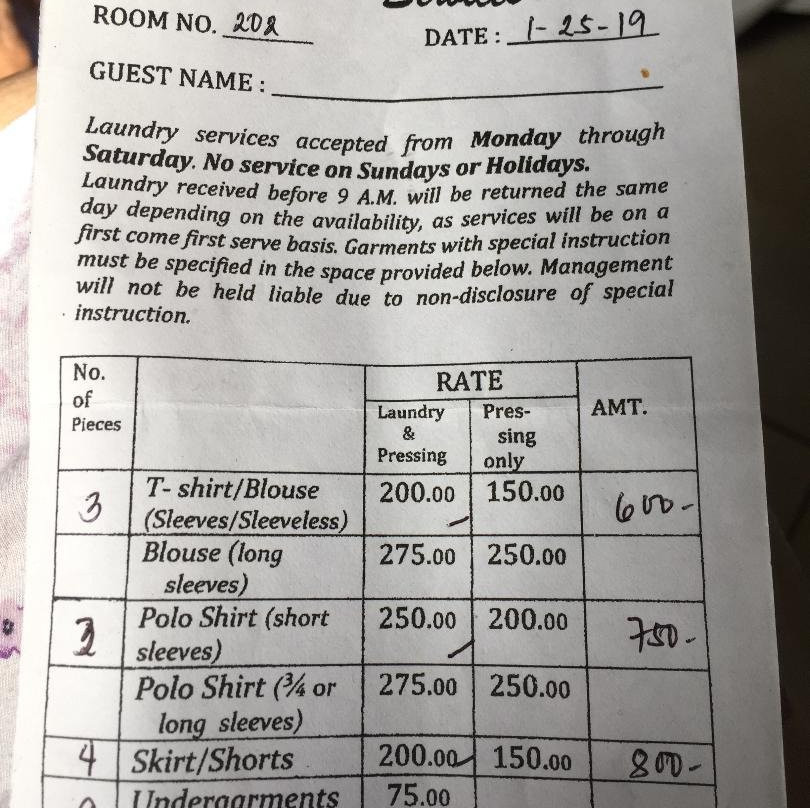 ROOM NO. 202 DATE : 1-25-19
GUEST NAME :
Laundry services accepted from Monday through
Saturday. No service on Sundays or Holidays.
Laundry received before 9 A.M. will be returned the same
day depending on the availability, as services will be on a
first come first serve basis. Garments with special instruction
must be specified in the space provided below. Management
will not be held liable due to non-disclosure of special
instruction.
No.
of
Pieces
RATE
Laundry
&
Pressing
Pres-
sing
only
AMT.
3 T- shirt/Blouse 200.00 150.00 600-
(Sleeves/Sleeveless)
Blouse (long 275.00 250.00
sleeves)
3 Polo Shirt (short 250.00 200.00 750-
sleeves)
Polo Shirt (¾ or 275.00 250.00
long sleeves)
4 Skirt/Shorts 200.00 150.00 800-
Undergarments 75.00